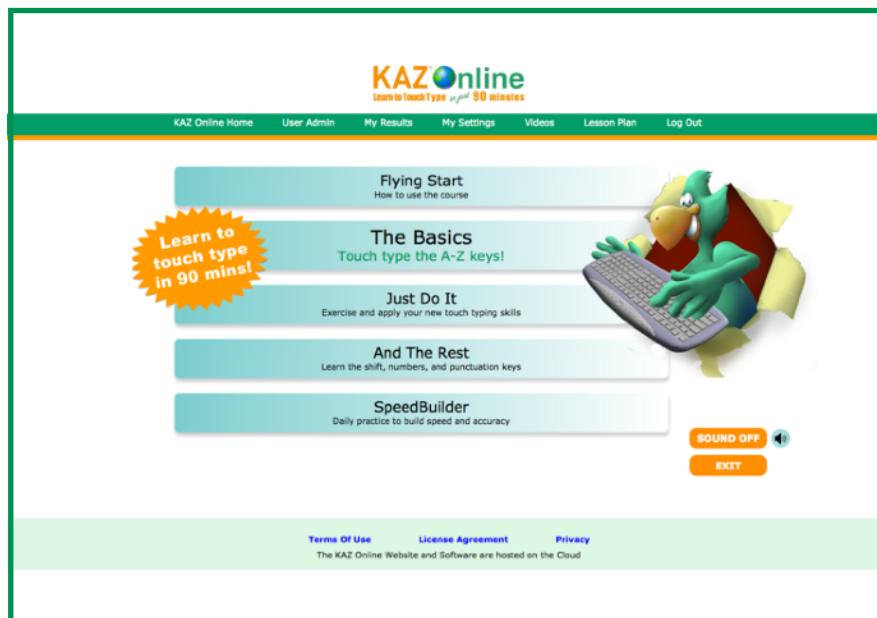 KAZ Online
Learn to Touch Type in just 90 minutes
KAZ Online Home User Admin My Results My Settings Videos Lesson Plan Log Out
Flying Start
How to use the course
Learn to
touch type
in 90 mins!
The Basics
Touch type the A-Z keys!
Just Do It
Exercise and apply your new touch typing skills
And The Rest
Learn the shift, numbers, and punctuation keys
SpeedBuilder
Daily practice to build speed and accuracy
SOUND OFF
EXIT
Terms Of Use License Agreement Privacy
The KAZ Online Website and Software are hosted on the Cloud